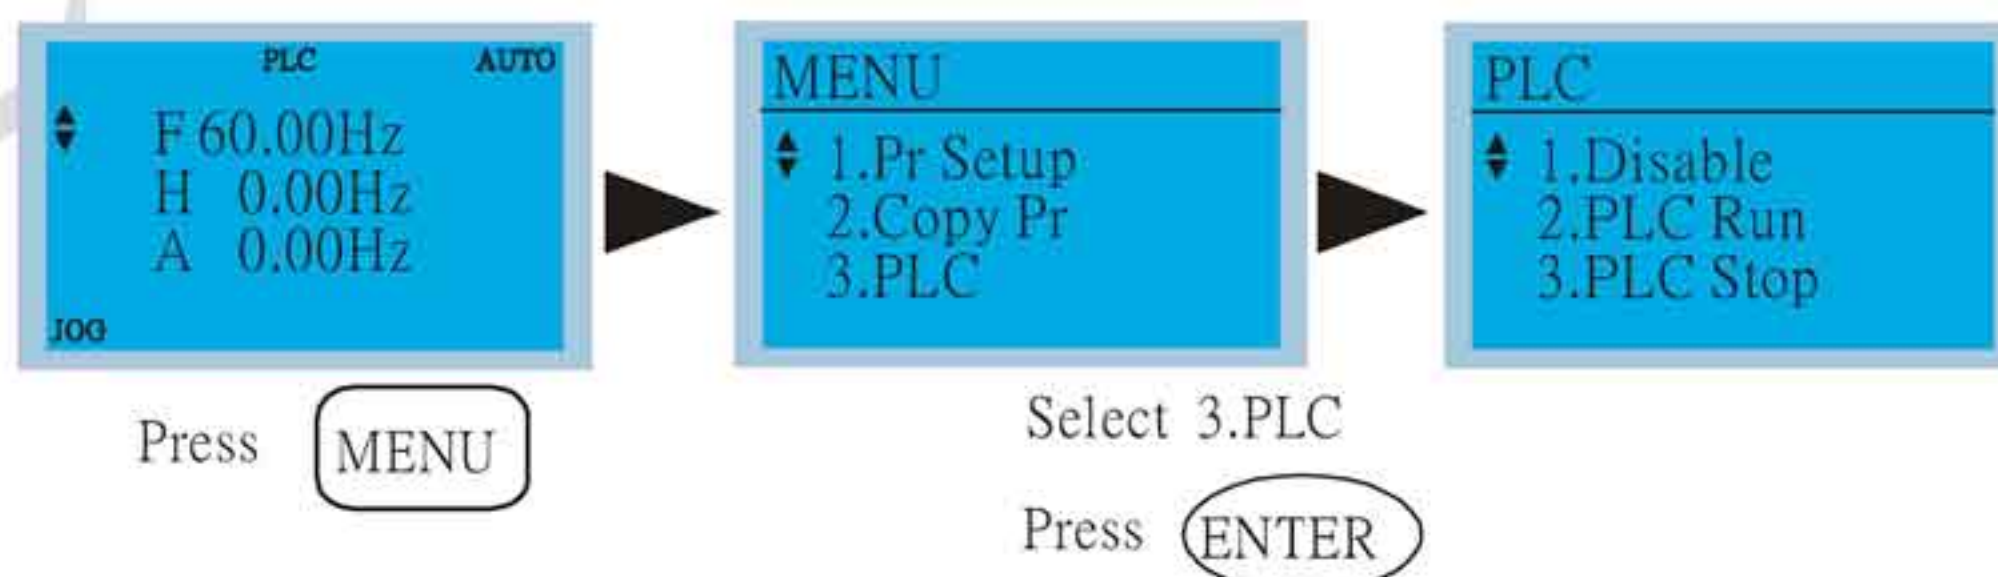 PLC AUTO
F 60.00Hz
H 0.00Hz
A 0.00Hz
JOG
Press MENU
MENU
1.Pr Setup
2.Copy Pr
3.PLC
Select 3.PLC
Press ENTER
PLC
1.Disable
2.PLC Run
3.PLC Stop